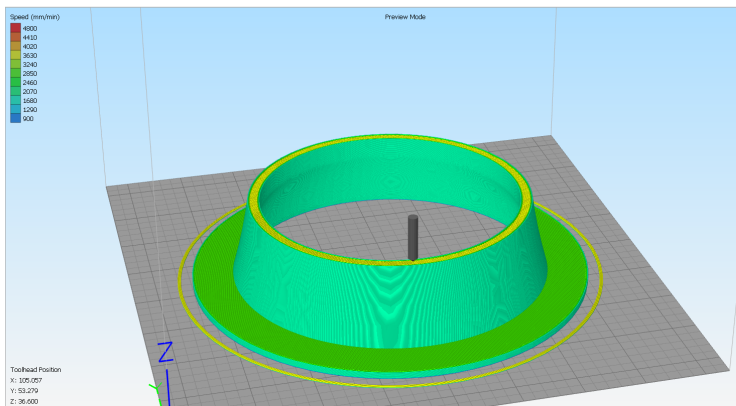 Speed (mm/min)
4800
4410
4020
3630
3240
2850
2460
2070
1680
1290
900
Preview Mode
Z
Toolhead Position
X: 105.057
Y: 53.279
Z: 36.600